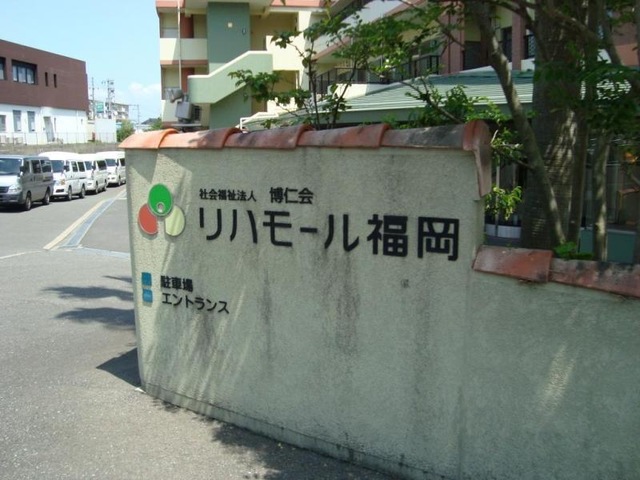 社会福祉法人 博仁会
リハモール福岡
駐車場
エントランス